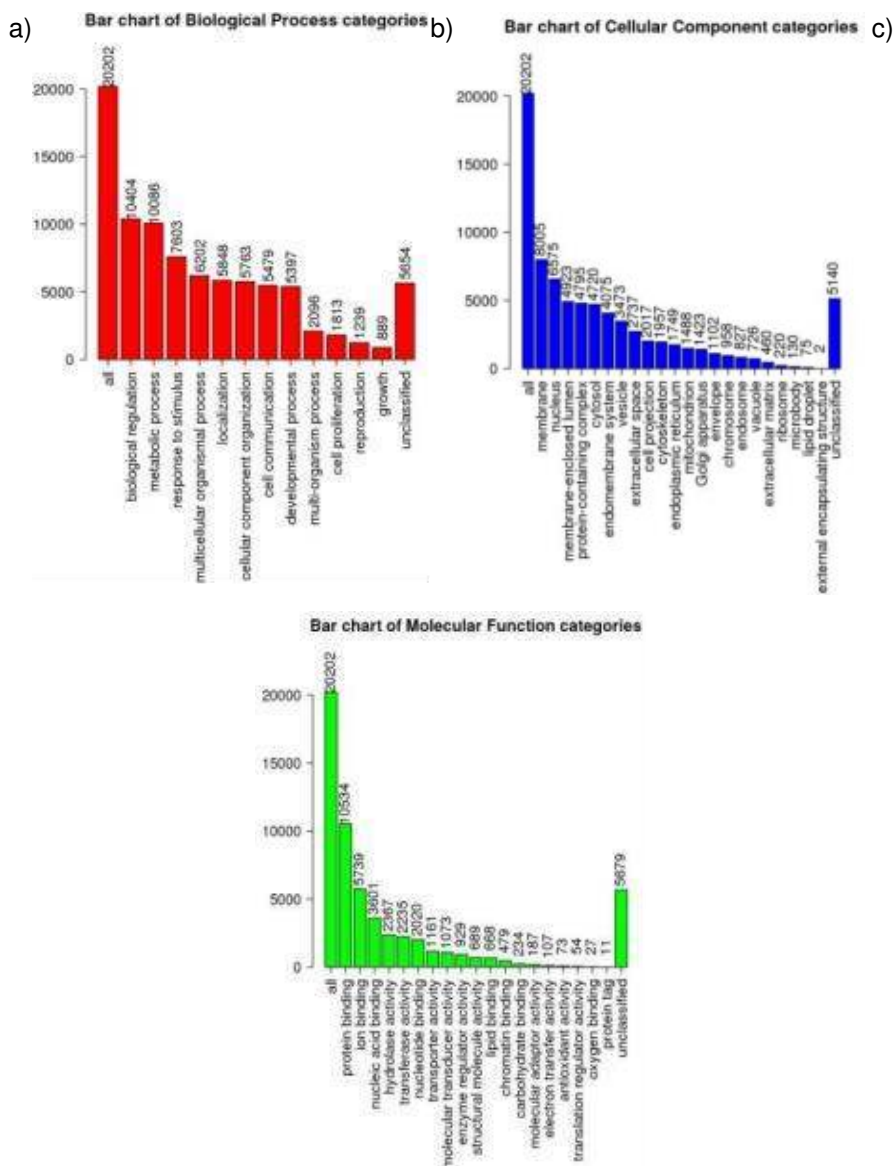 a)
Bar chart of Biological Process categories
20000
15000
10000
5000
0
20202
10404
10086
7603
6202
5848
5763
5479
5397
2096
1813
1239
889
5654
all
biological regulation
metabolic process
response to stimulus
multicellular organismal process
localization
cellular component organization
cell communication
developmental process
multi-organism process
cell proliferation
reproduction
growth
unclassified
b)
Bar chart of Cellular Component categories
20000
15000
10000
5000
0
20202
8005
6575
4923
4795
4720
4075
3473
2737
2017
1957
1749
1488
1423
1102
958
827
726
460
220
130
75
2
5140
all
membrane
nucleus
membrane-enclosed lumen
protein-containing complex
cytosol
endomembrane system
vesicle
extracellular space
cell projection
cytoskeleton
endoplasmic reticulum
mitochondrion
Golgi apparatus
envelope
chromosome
endosome
vacuole
extracellular matrix
ribosome
microbody
lipid droplet
external encapsulating structure
unclassified
c)
Bar chart of Molecular Function categories
20000
15000
10000
5000
0
20202
10534
5739
3601
2367
2235
2020
1161
1073
929
689
668
479
234
187
107
73
54
27
11
5679
all
protein binding
ion binding
nucleic acid binding
hydrolase activity
transferase activity
nucleotide binding
transporter activity
molecular transducer activity
enzyme regulator activity
structural molecule activity
lipid binding
chromatin binding
carbohydrate binding
molecular adaptor activity
electron transfer activity
antioxidant activity
translation regulator activity
oxygen binding
protein tag
unclassified